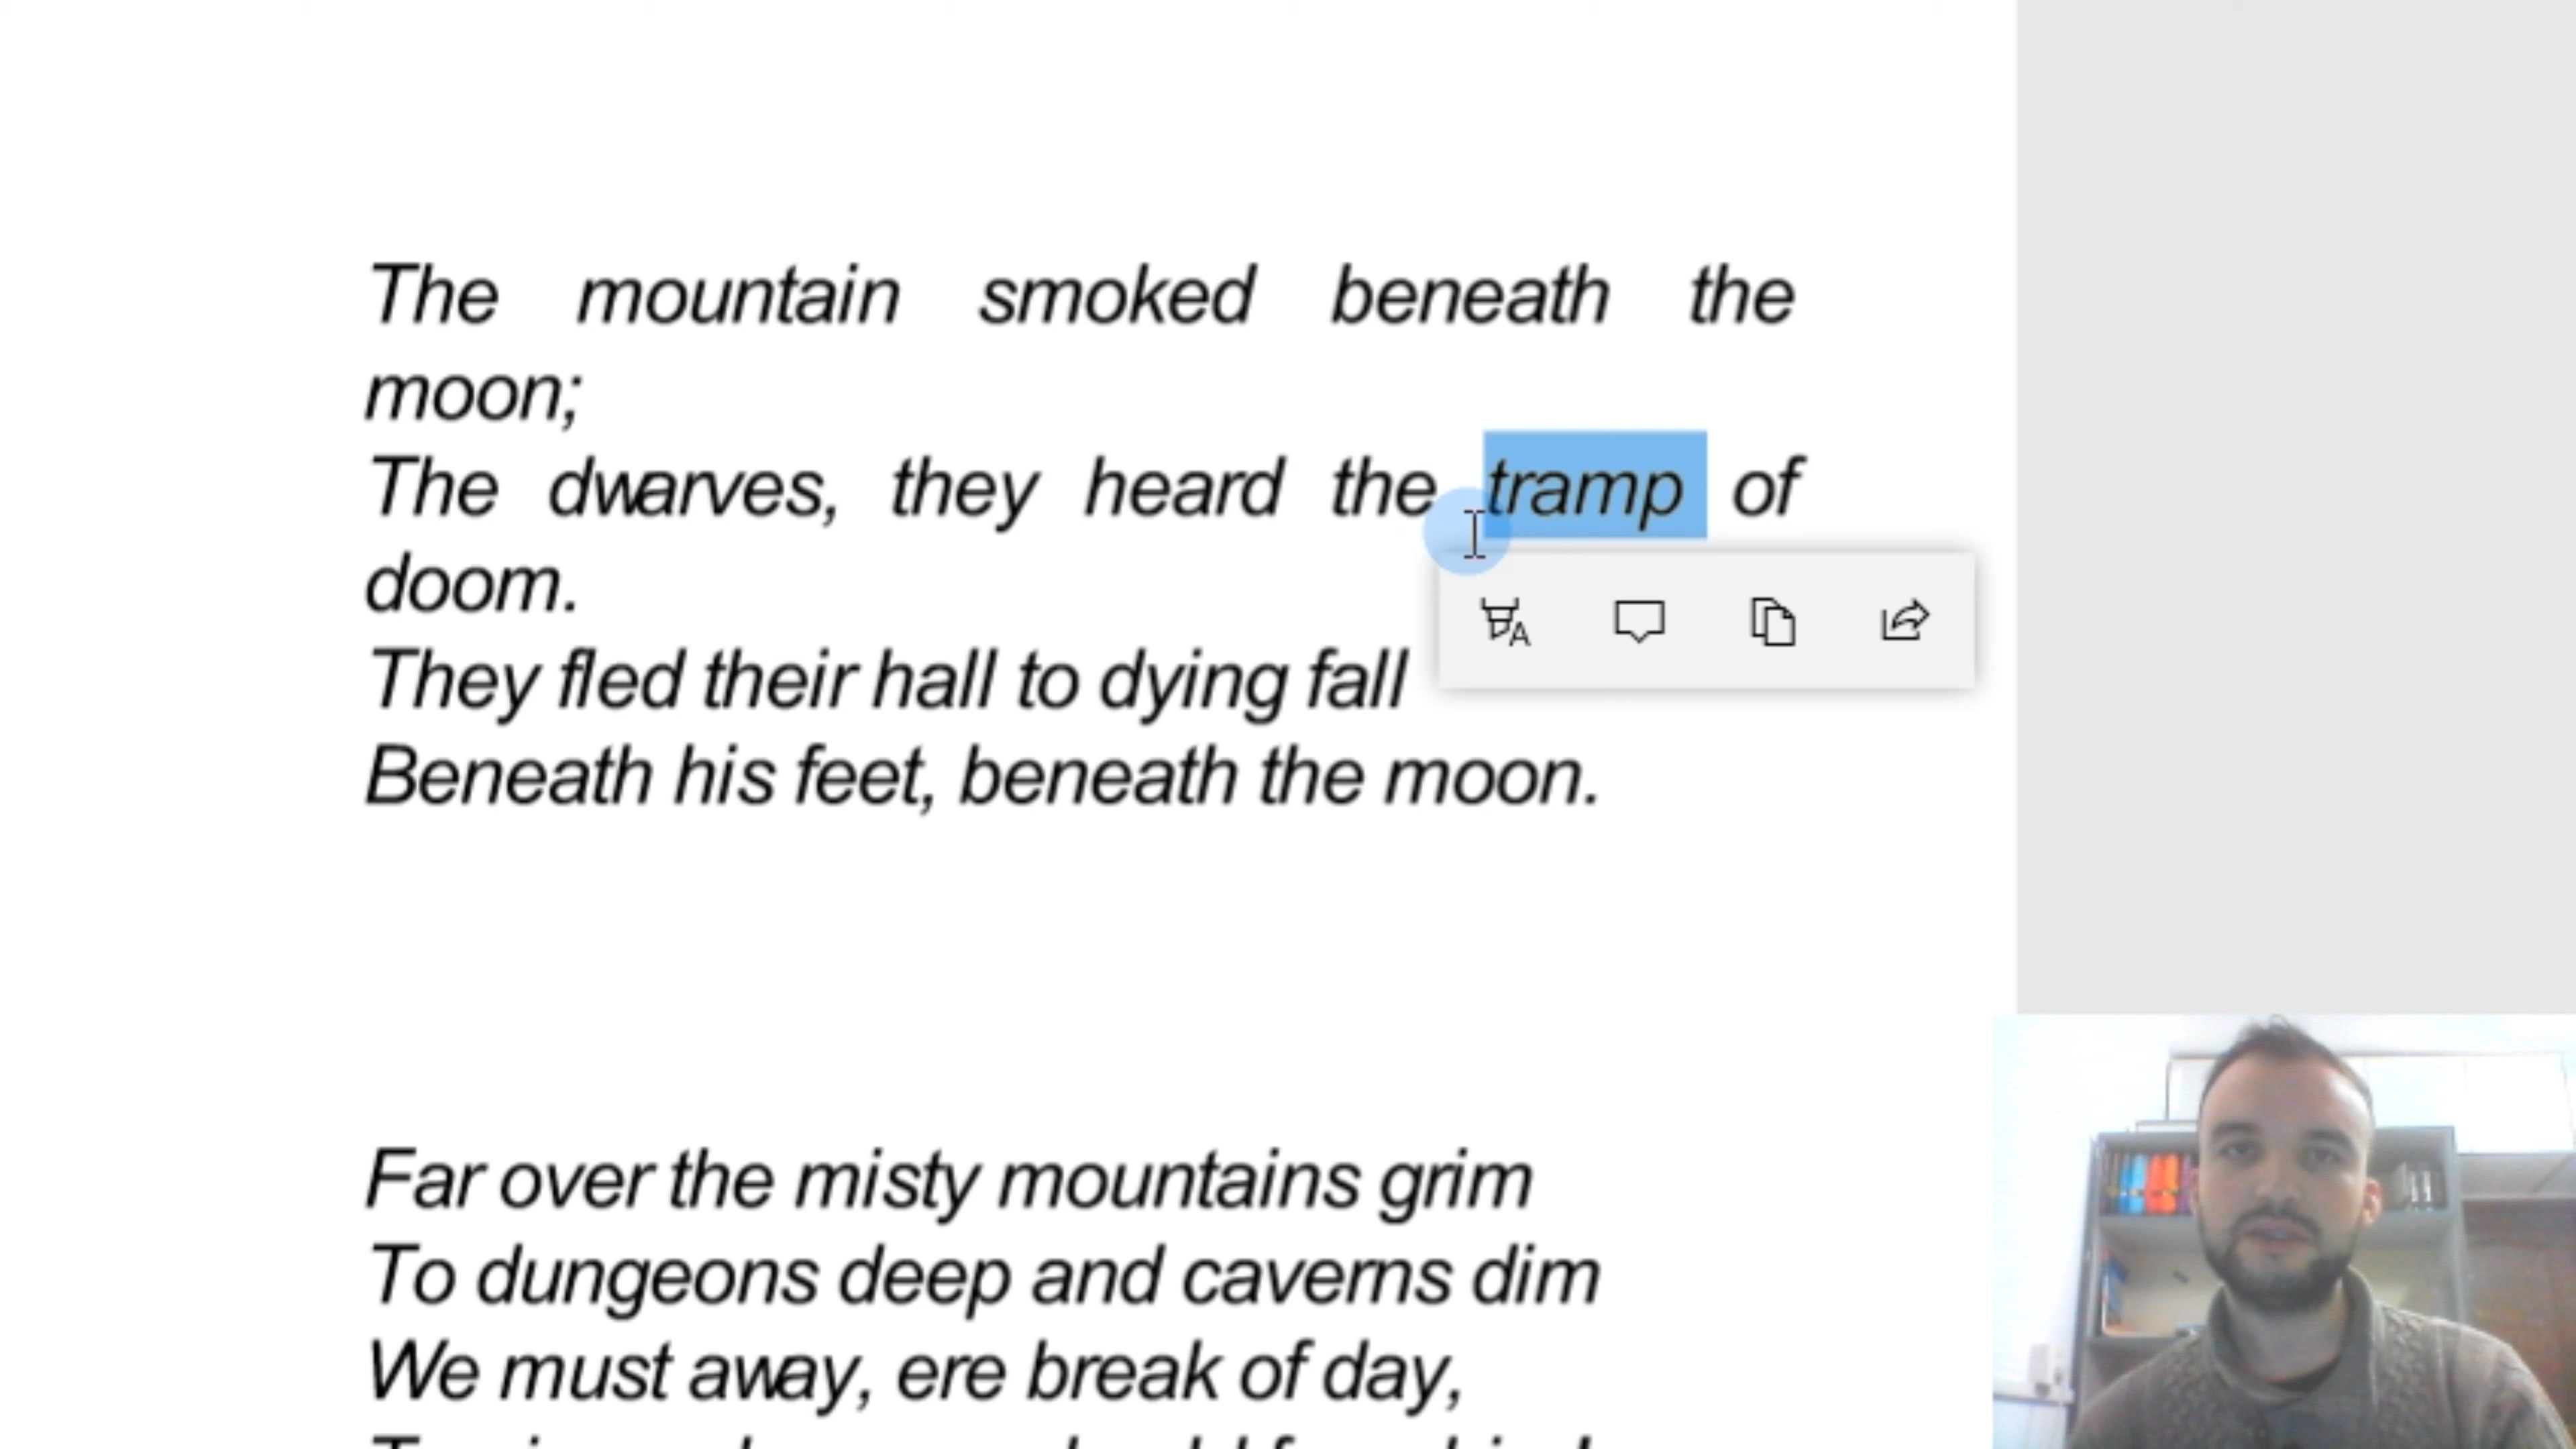 The mountain smoked beneath the
moon;
The dwarves, they heard the tramp of
doom.
They fled their hall to dying fall
Beneath his feet, beneath the moon.
Far over the misty mountains grim
To dungeons deep and caverns dim
We must away, ere break of day,